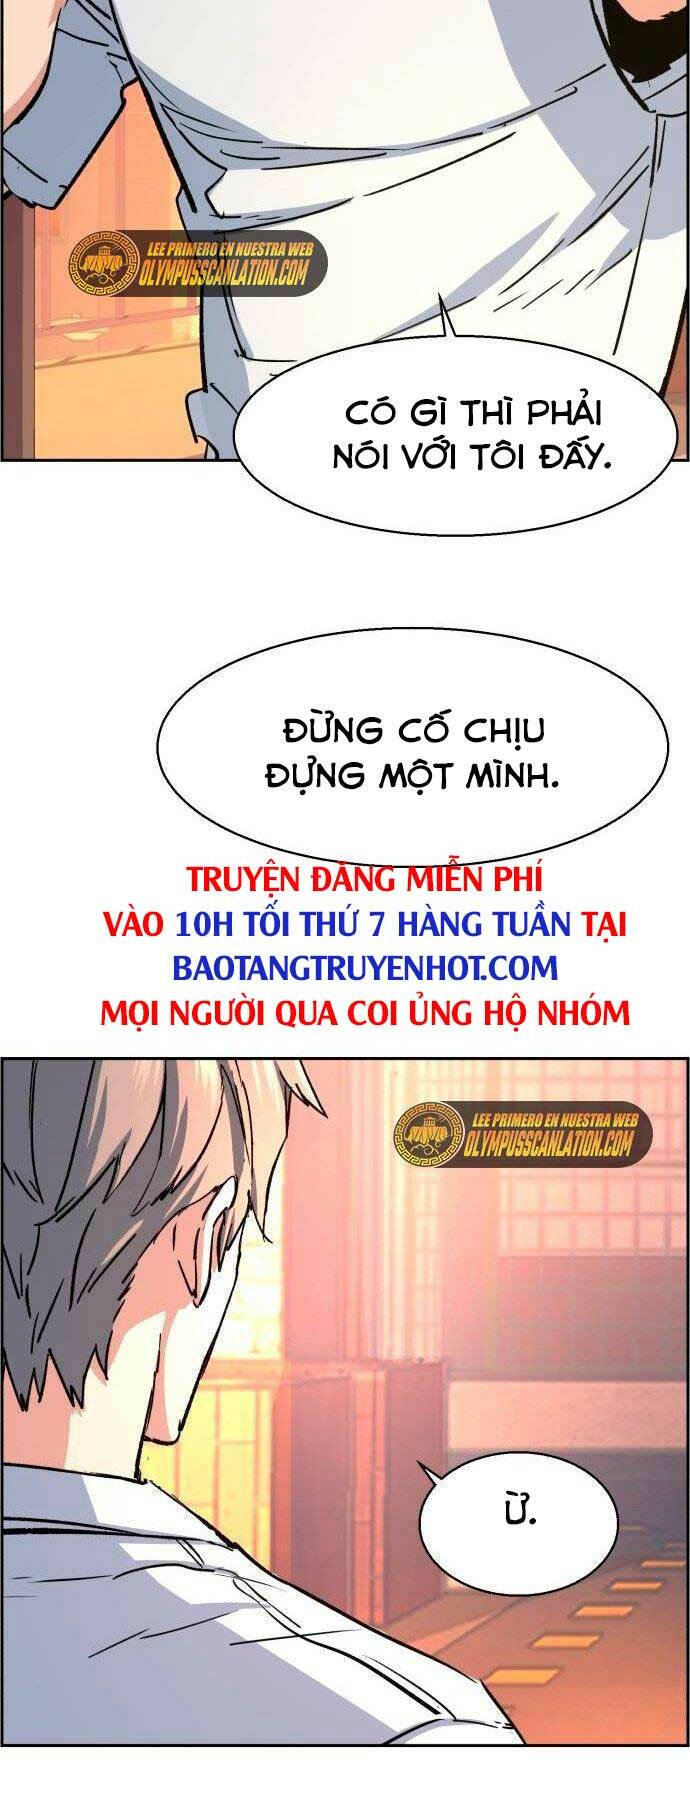 LEE PRIMERO EN NUESTRA WEB
OLYMPUSSCANLATION.COM
CÓ GÌ THÌ PHẢI
NÓI VỚI TÔI ĐẤY.
ĐỪNG CỐ CHỊU
ĐỰNG MỘT MÌNH.
TRUYỆN ĐĂNG MIỄN PHÍ
VÀO 10H TỐI THỨ 7 HÀNG TUẦN TẠI
BAOTANGTRUYENHOT.COM
MỌI NGƯỜI QUA COI ỦNG HỘ NHÓM
LEE PRIMERO EN NUESTRA WEB
OLYMPUSSCANLATION.COM
Ừ.